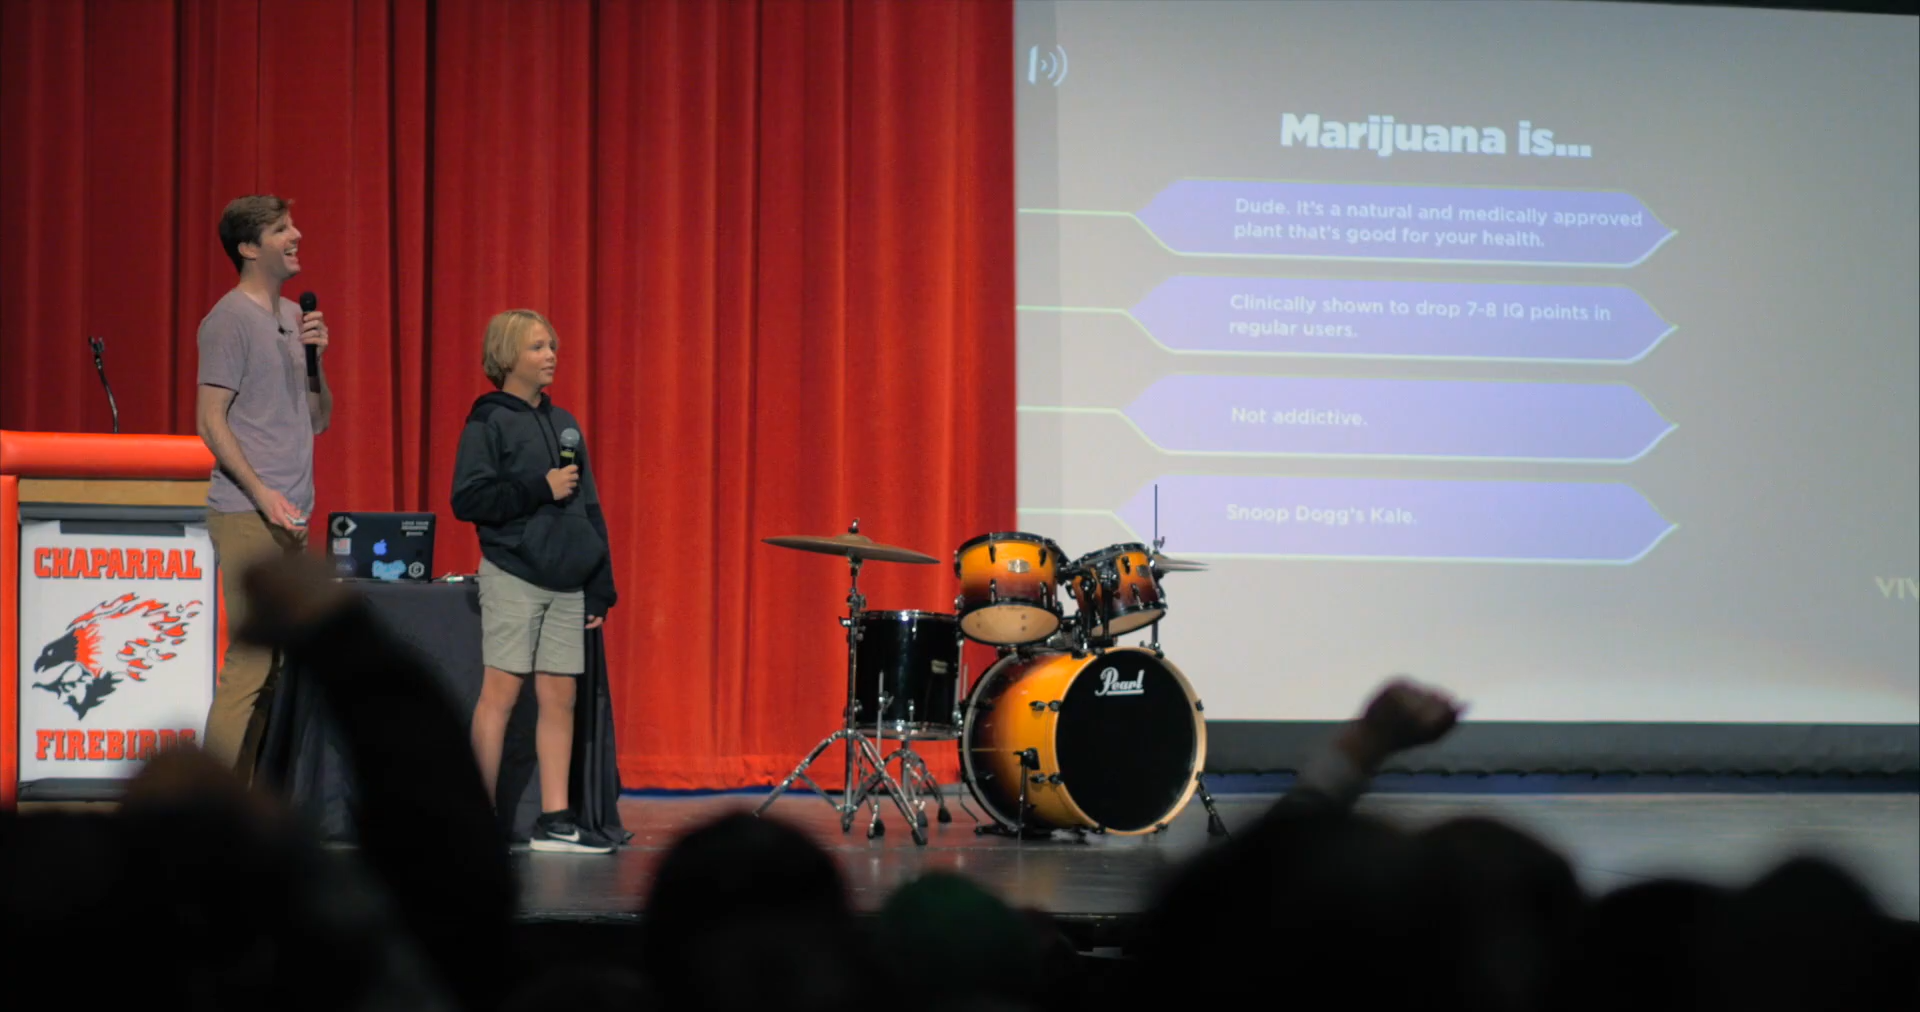 Marijuana is...
Dude. It's a natural and medically approved
plant that's good for your health.
Clinically shown to drop 7-8 IQ points in
regular users.
Not addictive.
Snoop Dogg's Kale.
VIV
CHAPARRAL
FIREBIRDS
Pearl